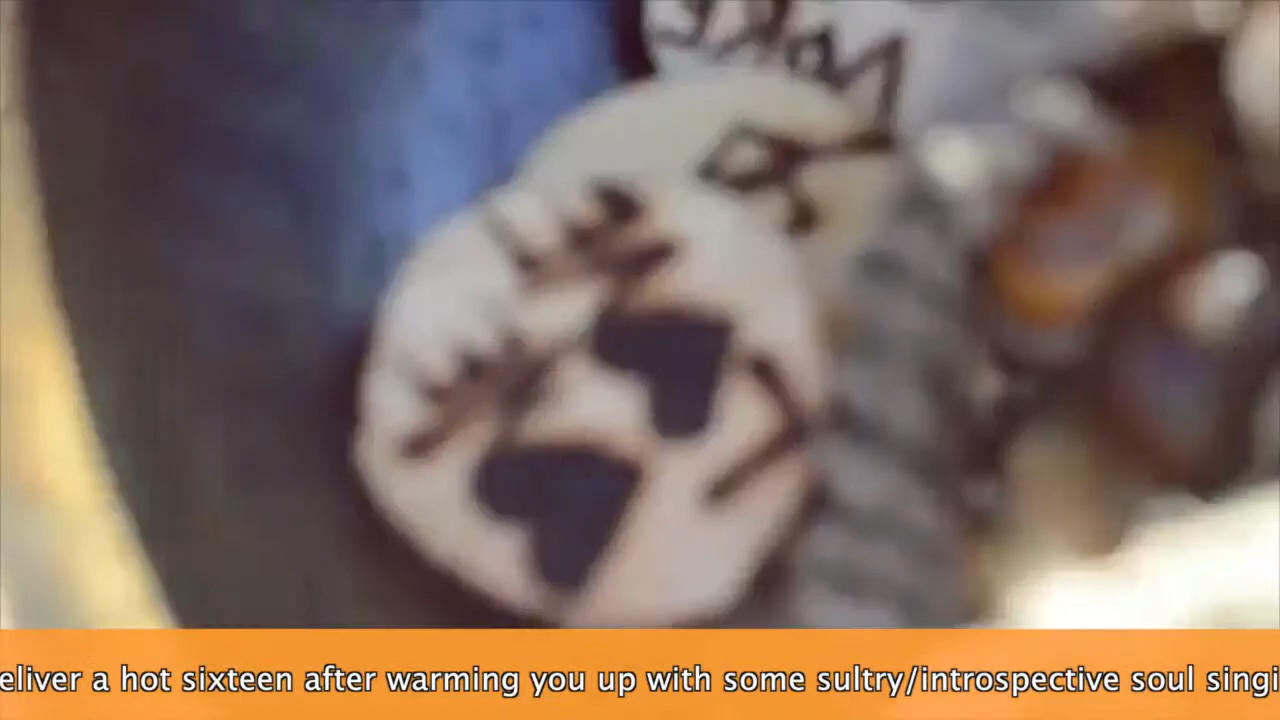 eliver a hot sixteen after warming you up with some sultry/introspective soul singi